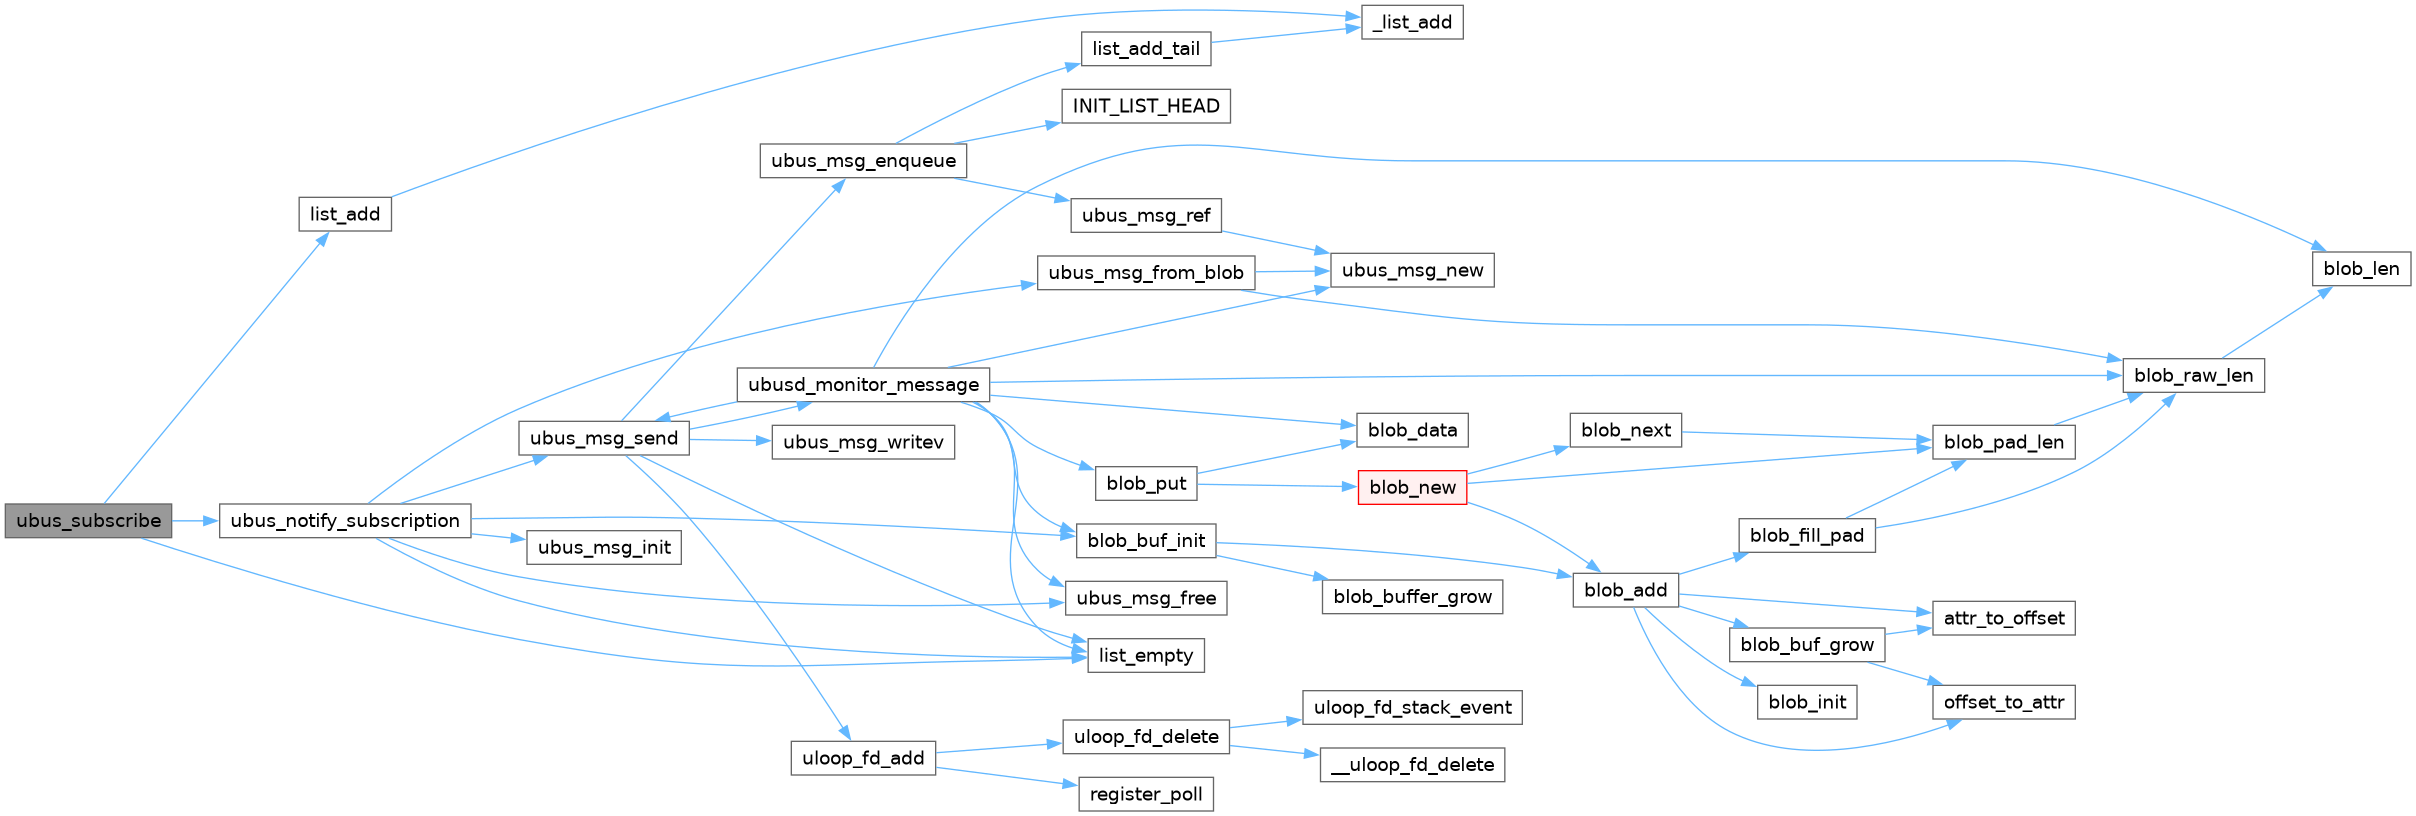 ubus_subscribe
list_add
ubus_notify_subscription
ubus_msg_send
ubus_msg_init
ubus_msg_enqueue
ubusd_monitor_message
ubus_msg_writev
uloop_fd_add
list_add_tail
INIT_LIST_HEAD
ubus_msg_ref
ubus_msg_from_blob
blob_put
blob_buf_init
ubus_msg_free
list_empty
uloop_fd_delete
register_poll
_list_add
ubus_msg_new
blob_data
blob_new
blob_buffer_grow
uloop_fd_stack_event
__uloop_fd_delete
blob_next
blob_add
blob_fill_pad
blob_buf_grow
blob_init
blob_pad_len
attr_to_offset
offset_to_attr
blob_raw_len
blob_len